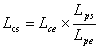 L_cs = L_ce × L_ps / L_pe